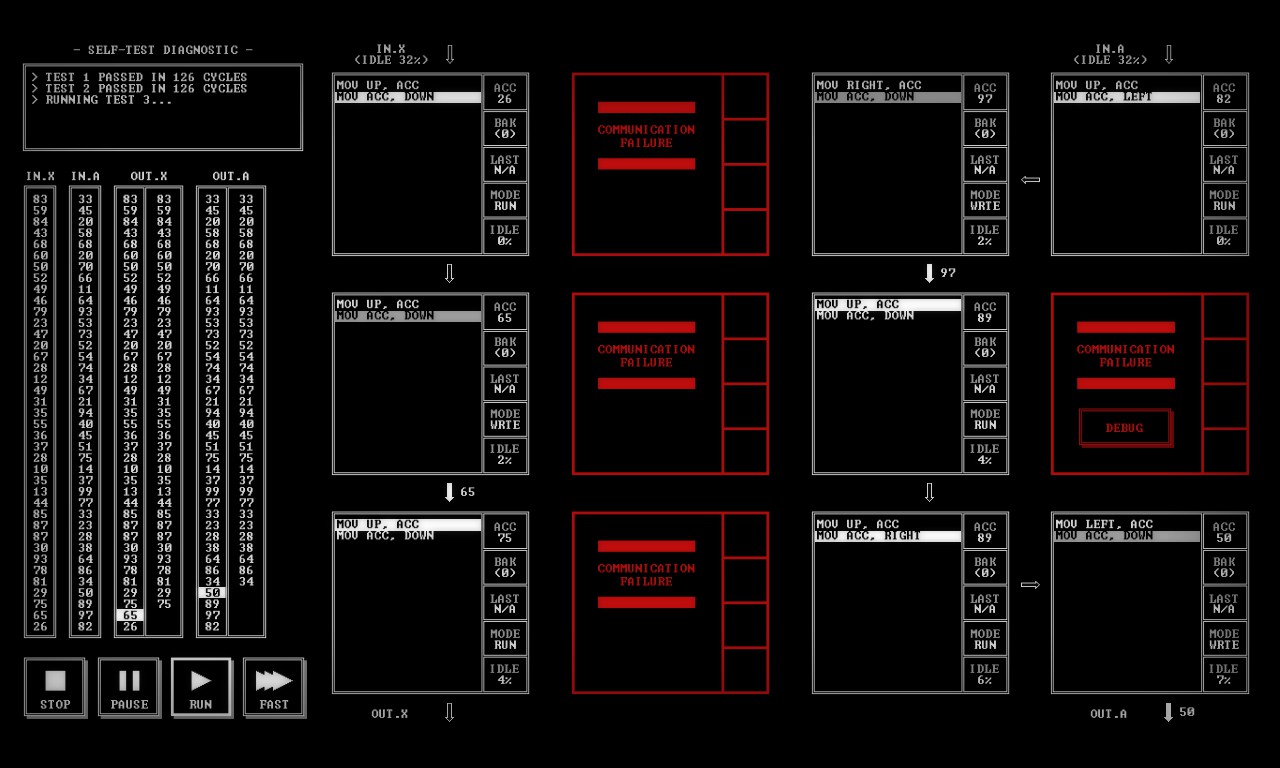 – SELF-TEST DIAGNOSTIC –
> TEST 1 PASSED IN 126 CYCLES
> TEST 2 PASSED IN 126 CYCLES
> RUNNING TEST 3...
IN.X IN.A OUT.X OUT.A
83 33 83 83 33 33
59 45 59 59 45 45
84 20 84 84 20 20
43 58 43 43 58 58
68 68 68 68 68 68
60 20 60 60 20 20
50 70 50 50 70 70
52 66 52 52 66 66
49 11 49 49 11 11
46 64 46 46 64 64
79 93 79 79 93 93
23 53 23 23 53 53
47 73 47 47 73 73
20 52 20 20 52 52
67 54 67 67 54 54
28 74 28 28 74 74
12 34 12 12 34 34
49 67 49 49 67 67
31 21 31 31 21 21
35 94 35 35 94 94
55 40 55 55 40 40
36 45 36 36 45 45
37 51 37 37 51 51
28 75 28 28 75 75
10 14 10 10 14 14
35 37 35 35 37 37
13 99 13 13 99 99
44 77 44 44 77 77
85 33 85 85 33 33
87 23 87 87 23 23
87 28 87 87 28 28
30 38 30 30 38 38
93 64 93 93 64 64
78 86 78 78 86 86
81 34 81 81 34 34
29 50 29 29 50
75 89 75 75 89
65 97 65 97
26 82 26 82
STOP PAUSE RUN FAST
IN.X
(IDLE 32%)
MOV UP, ACC
MOV ACC, DOWN
ACC
26
BAK
(0)
LAST
N/A
MODE
RUN
IDLE
0%
COMMUNICATION
FAILURE
MOV RIGHT, ACC
MOV ACC, DOWN
ACC
97
BAK
(0)
LAST
N/A
MODE
WRTE
IDLE
2%
IN.A
(IDLE 32%)
MOV UP, ACC
MOV ACC, LEFT
ACC
82
BAK
(0)
LAST
N/A
MODE
RUN
IDLE
0%
97
MOV UP, ACC
MOV ACC, DOWN
ACC
65
BAK
(0)
LAST
N/A
MODE
WRTE
IDLE
2%
COMMUNICATION
FAILURE
MOV UP, ACC
MOV ACC, DOWN
ACC
89
BAK
(0)
LAST
N/A
MODE
RUN
IDLE
4%
COMMUNICATION
FAILURE
DEBUG
65
MOV UP, ACC
MOV ACC, DOWN
ACC
75
BAK
(0)
LAST
N/A
MODE
RUN
IDLE
4%
COMMUNICATION
FAILURE
MOV UP, ACC
MOV ACC, RIGHT
ACC
89
BAK
(0)
LAST
N/A
MODE
RUN
IDLE
6%
MOV LEFT, ACC
MOV ACC, DOWN
ACC
50
BAK
(0)
LAST
N/A
MODE
WRTE
IDLE
7%
OUT.X
OUT.A 50